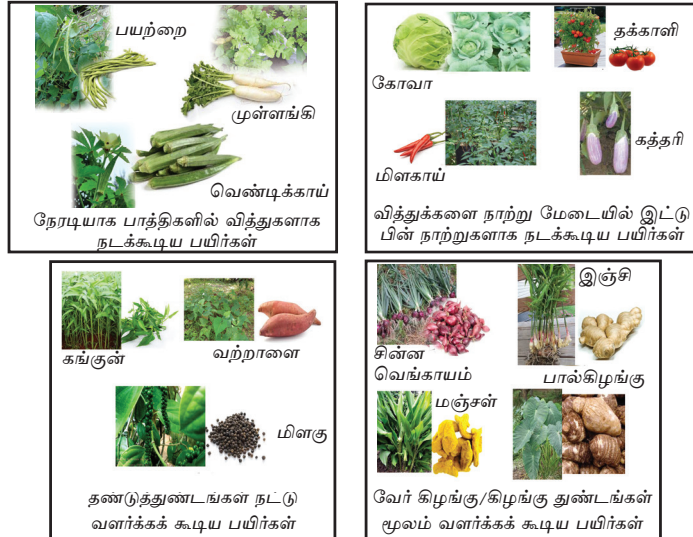 பயற்றை
முள்ளங்கி
வெண்டிக்காய்
நேரடியாக பாத்திகளில் வித்துகளாக
நடக்கூடிய பயிர்கள்
தக்காளி
கோவா
கத்தரி
மிளகாய்
வித்துக்களை நாற்று மேடையில் இட்டு
பின் நாற்றுகளாக நடக்கூடிய பயிர்கள்
கங்குன்
வற்றாளை
மிளகு
தண்டுத்துண்டங்கள் நட்டு
வளர்க்கக் கூடிய பயிர்கள்
இஞ்சி
சின்ன
வெங்காயம்
பால்கிழங்கு
மஞ்சள்
வேர் கிழங்கு/கிழங்கு துண்டங்கள்
மூலம் வளர்க்கக் கூடிய பயிர்கள்